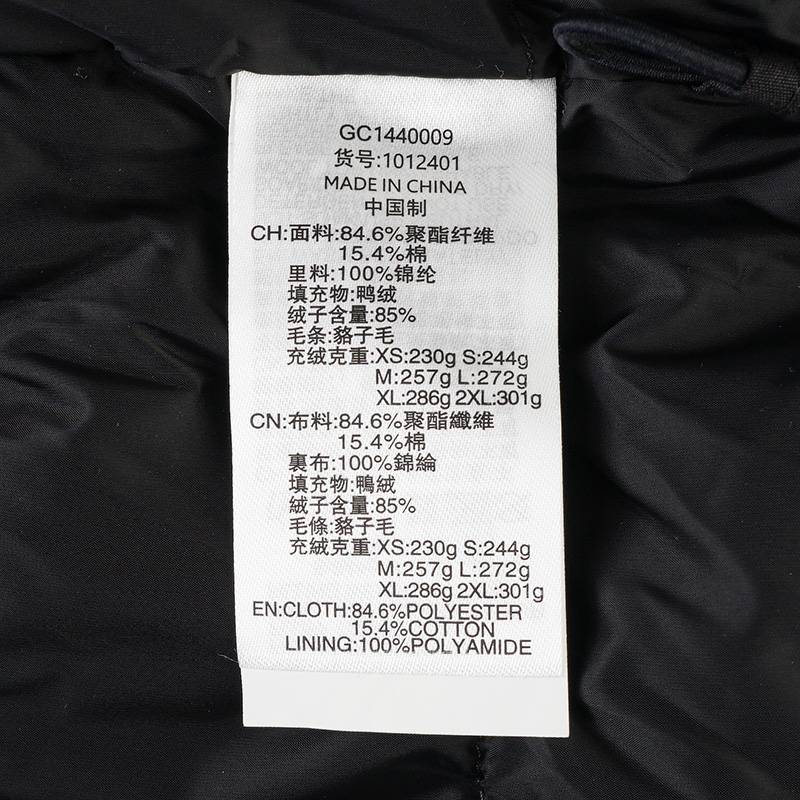 GC1440009
货号:1012401
MADE IN CHINA
中国制
CH:面料:84.6%聚酯纤维
15.4%棉
里料:100%锦纶
填充物:鸭绒
绒子含量:85%
毛条:貉子毛
充绒克重:XS:230g S:244g
M:257g L:272g
XL:286g 2XL:301g
CN:布料:84.6%聚酯纖維
15.4%棉
裏布:100%錦綸
填充物:鴨絨
絨子含量:85%
毛條:貉子毛
充絨克重:XS:230g S:244g
M:257g L:272g
XL:286g 2XL:301g
EN:CLOTH:84.6%POLYESTER
15.4%COTTON
LINING:100%POLYAMIDE